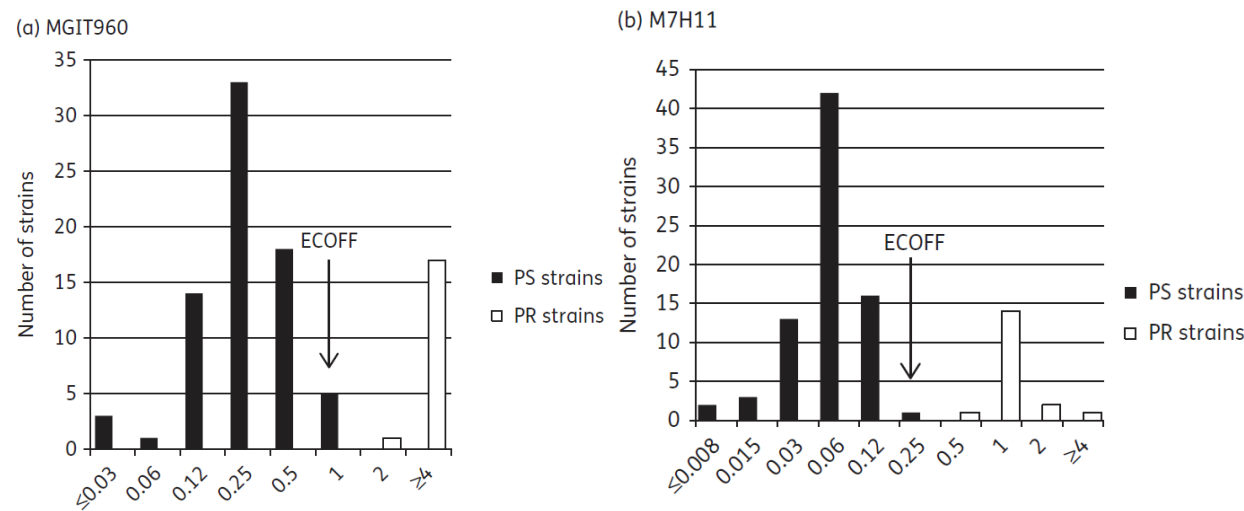 (a) MGIT960
35
30
25
20
15
10
5
0
Number of strains
ECOFF
≤0.03 0.06 0.12 0.25 0.5 1 2 ≥4
PS strains
PR strains
(b) M7H11
45
40
35
30
25
20
15
10
5
0
Number of strains
ECOFF
≤0.008 0.015 0.03 0.06 0.12 0.25 0.5 1 2 ≥4
PS strains
PR strains